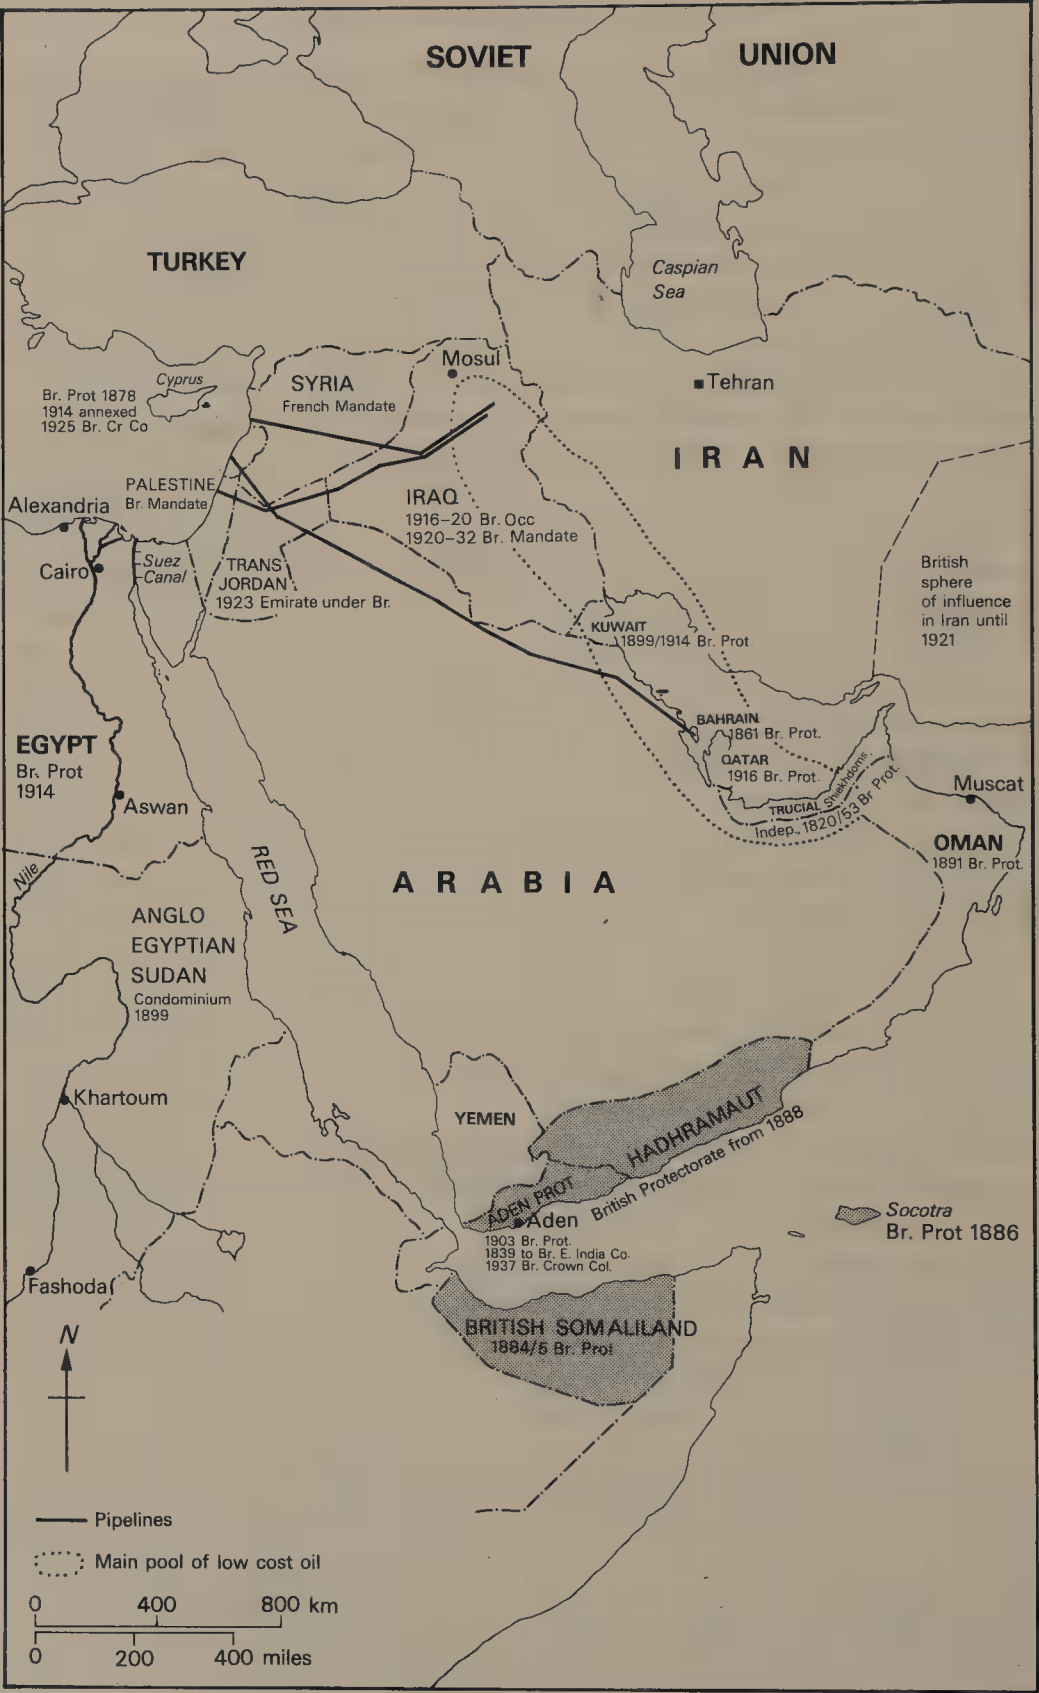 SOVIET UNION
TURKEY
Caspian
Sea
Mosul
Tehran
Cyprus
Br. Prot 1878
1914 annexed
1925 Br. Cr Co
SYRIA
French Mandate
IRAN
PALESTINE
Br. Mandate
Alexandria
IRAQ
1916–20 Br. Occ
1920–32 Br. Mandate
Cairo
Suez
Canal
TRANS
JORDAN
1923 Emirate under Br.
British
sphere
of influence
in Iran until
1921
KUWAIT
1899/1914 Br. Prot.
BAHRAIN
1861 Br. Prot.
QATAR
1916 Br. Prot.
EGYPT
Br. Prot
1914
Aswan
TRUCIAL Shiekhdoms.
Indep., 1820/53 Br Prot.
Muscat
OMAN
1891 Br. Prot.
Nile
RED SEA
ARABIA
ANGLO
EGYPTIAN
SUDAN
Condominium
1899
Khartoum
YEMEN
HADHRAMAUT
British Protectorate from 1888
ADEN PROT
Aden
1903 Br. Prot.
1839 to Br. E. India Co.
1937 Br. Crown Col.
Socotra
Br. Prot 1886
Fashoda
BRITISH SOMALILAND
1884/5 Br. Prot
N
Pipelines
Main pool of low cost oil
0 400 800 km
0 200 400 miles